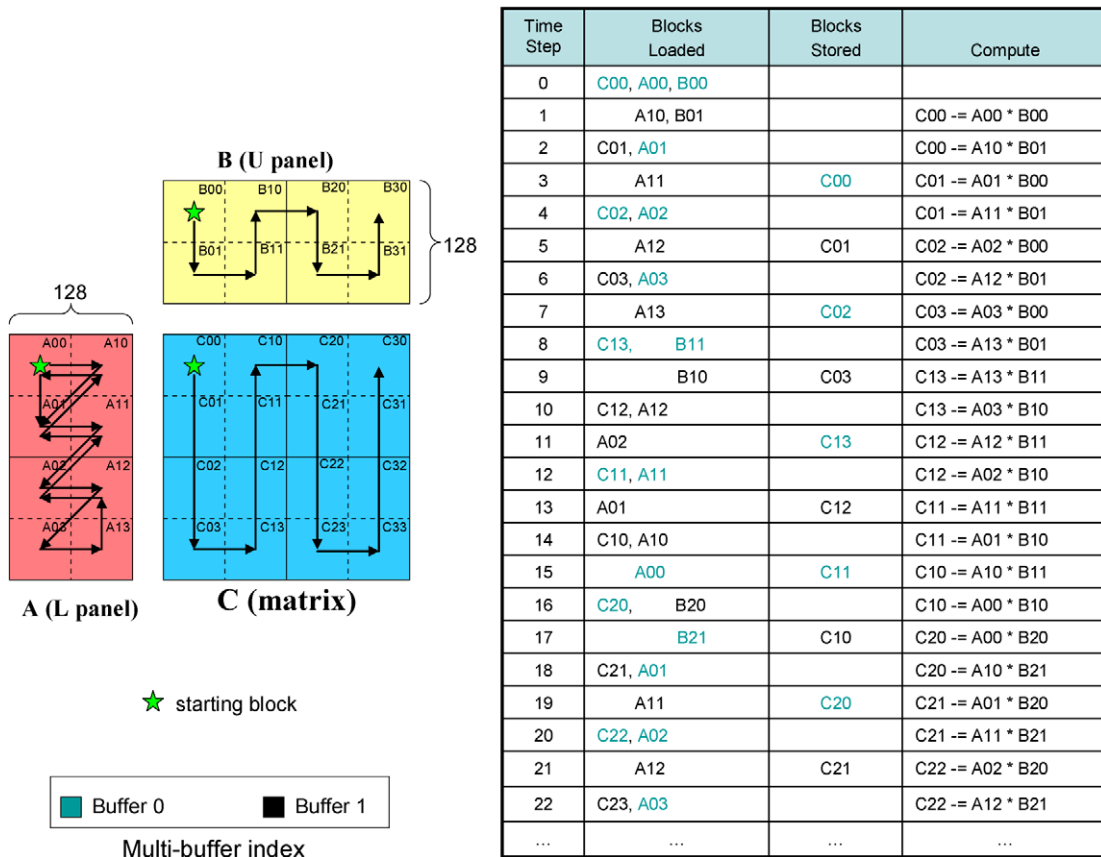 B (U panel)
B00 B10 B20 B30
B01 B11 B21 B31
128
128
A00 A10
A01 A11
A02 A12
A03 A13
A (L panel)
C00 C10 C20 C30
C01 C11 C21 C31
C02 C12 C22 C32
C03 C13 C23 C33
C (matrix)
starting block
Buffer 0 Buffer 1
Multi-buffer index
Time Step Blocks Loaded Blocks Stored Compute
0 C00, A00, B00
1 A10, B01 C00 -= A00 * B00
2 C01, A01 C00 -= A10 * B01
3 A11 C00 C01 -= A01 * B00
4 C02, A02 C01 -= A11 * B01
5 A12 C01 C02 -= A02 * B00
6 C03, A03 C02 -= A12 * B01
7 A13 C02 C03 -= A03 * B00
8 C13, B11 C03 -= A13 * B01
9 B10 C03 C13 -= A13 * B11
10 C12, A12 C13 -= A03 * B10
11 A02 C13 C12 -= A12 * B11
12 C11, A11 C12 -= A02 * B10
13 A01 C12 C11 -= A11 * B11
14 C10, A10 C11 -= A01 * B10
15 A00 C11 C10 -= A10 * B11
16 C20, B20 C10 -= A00 * B10
17 B21 C10 C20 -= A00 * B20
18 C21, A01 C20 -= A10 * B21
19 A11 C20 C21 -= A01 * B20
20 C22, A02 C21 -= A11 * B21
21 A12 C21 C22 -= A02 * B20
22 C23, A03 C22 -= A12 * B21
... ... ... ...